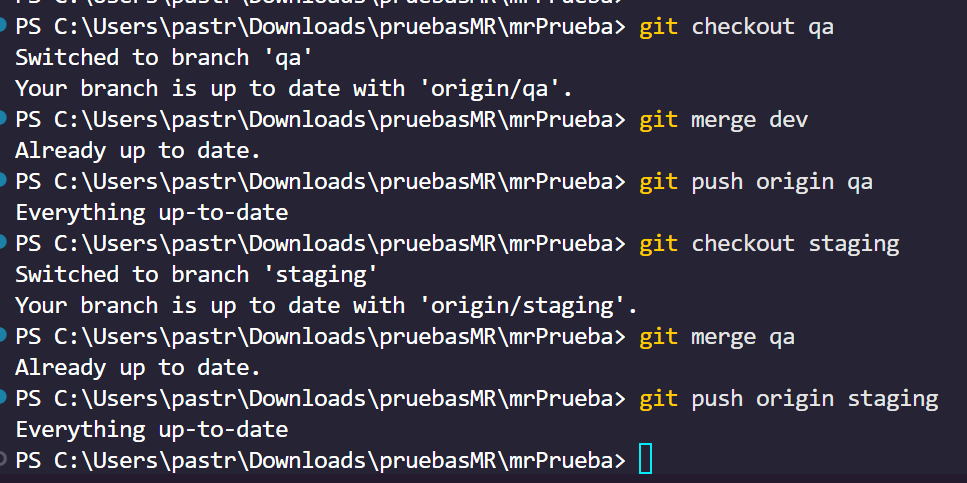 PS C:\Users\pastr\Downloads\pruebasMR\mrPrueba> git checkout qa
Switched to branch 'qa'
Your branch is up to date with 'origin/qa'.
PS C:\Users\pastr\Downloads\pruebasMR\mrPrueba> git merge dev
Already up to date.
PS C:\Users\pastr\Downloads\pruebasMR\mrPrueba> git push origin qa
Everything up-to-date
PS C:\Users\pastr\Downloads\pruebasMR\mrPrueba> git checkout staging
Switched to branch 'staging'
Your branch is up to date with 'origin/staging'.
PS C:\Users\pastr\Downloads\pruebasMR\mrPrueba> git merge qa
Already up to date.
PS C:\Users\pastr\Downloads\pruebasMR\mrPrueba> git push origin staging
Everything up-to-date
PS C:\Users\pastr\Downloads\pruebasMR\mrPrueba>